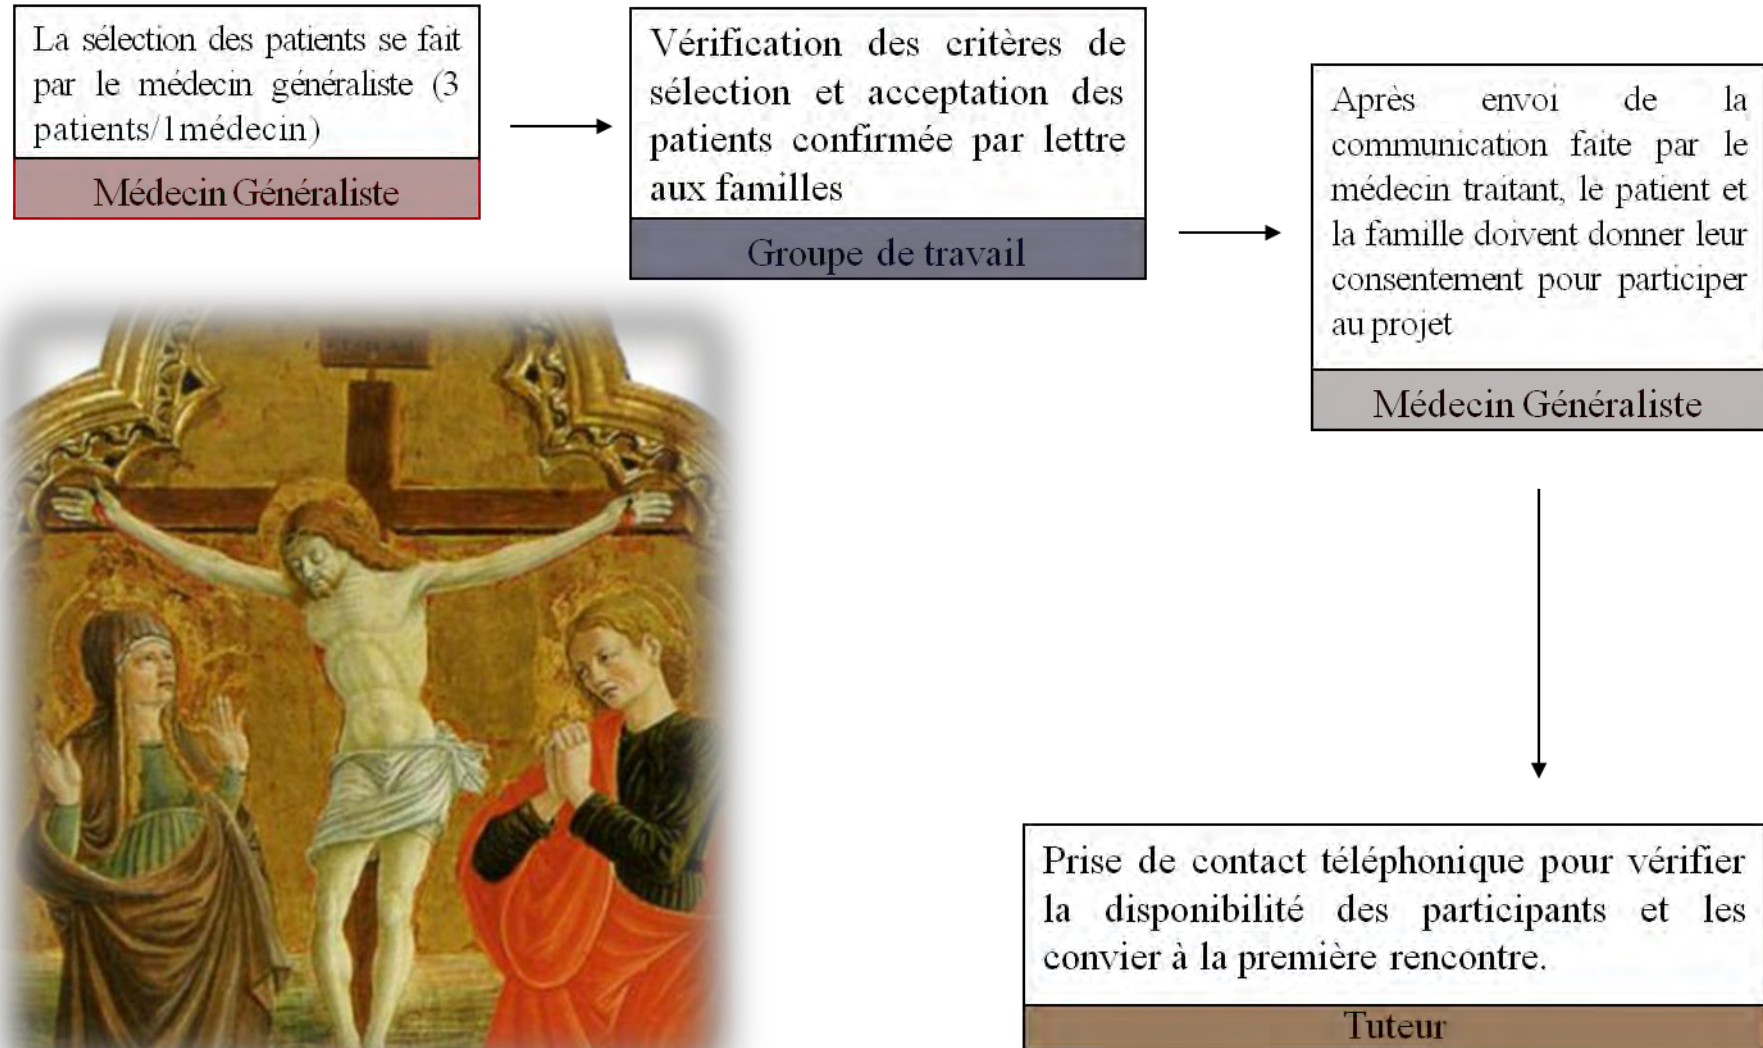 La sélection des patients se fait
par le médecin généraliste (3
patients/1médecin)
Médecin Généraliste
Vérification des critères de
sélection et acceptation des
patients confirmée par lettre
aux familles
Groupe de travail
Après envoi de la
communication faite par le
médecin traitant, le patient et
la famille doivent donner leur
consentement pour participer
au projet
Médecin Généraliste
Prise de contact téléphonique pour vérifier
la disponibilité des participants et les
convier à la première rencontre.
Tuteur